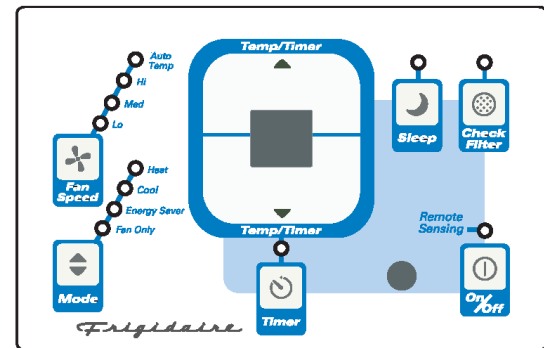 Auto
Temp
Hi
Med
Lo
Fan
Speed
Heat
Cool
Energy Saver
Fan Only
Mode
Frigidaire
Temp/Timer
Temp/Timer
Timer
Sleep
Check
Filter
Remote
Sensing
On/Off